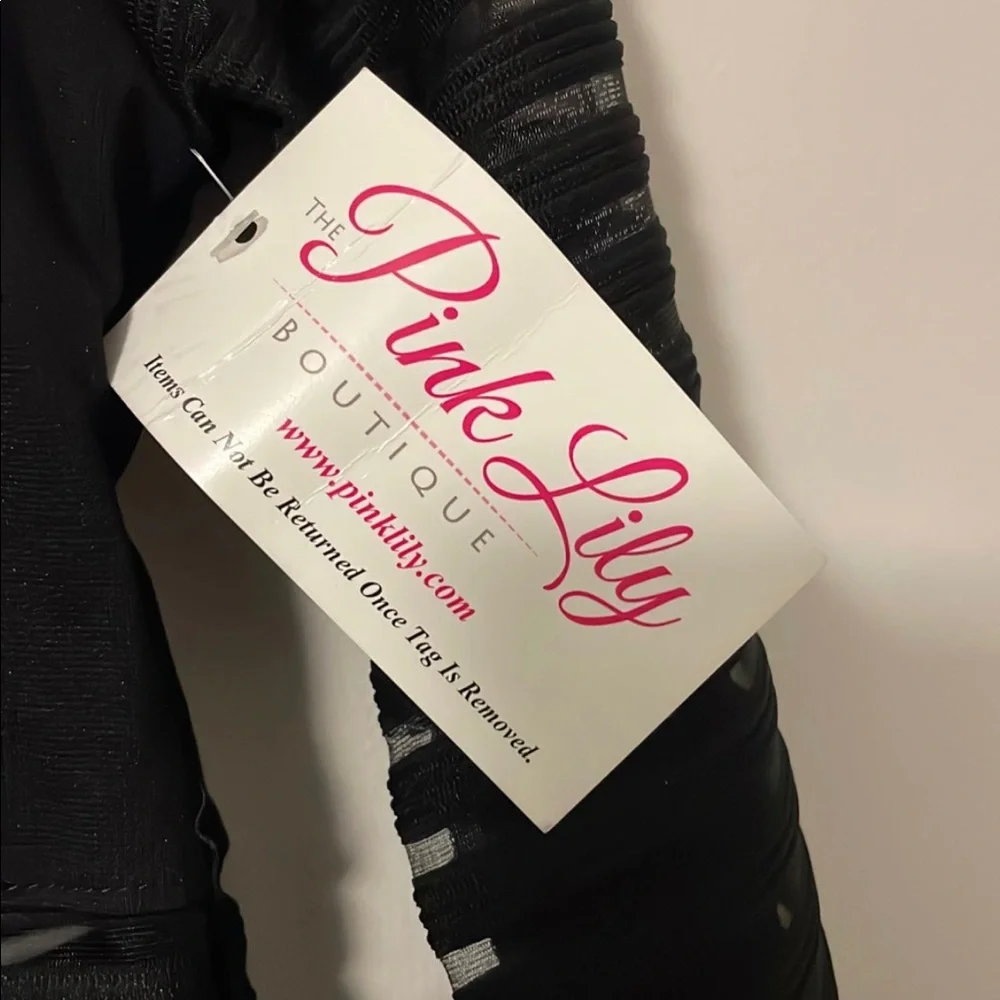 THE
Pink Lily
BOUTIQUE
www.pinklily.com
Items Can Not Be Returned Once Tag Is Removed.